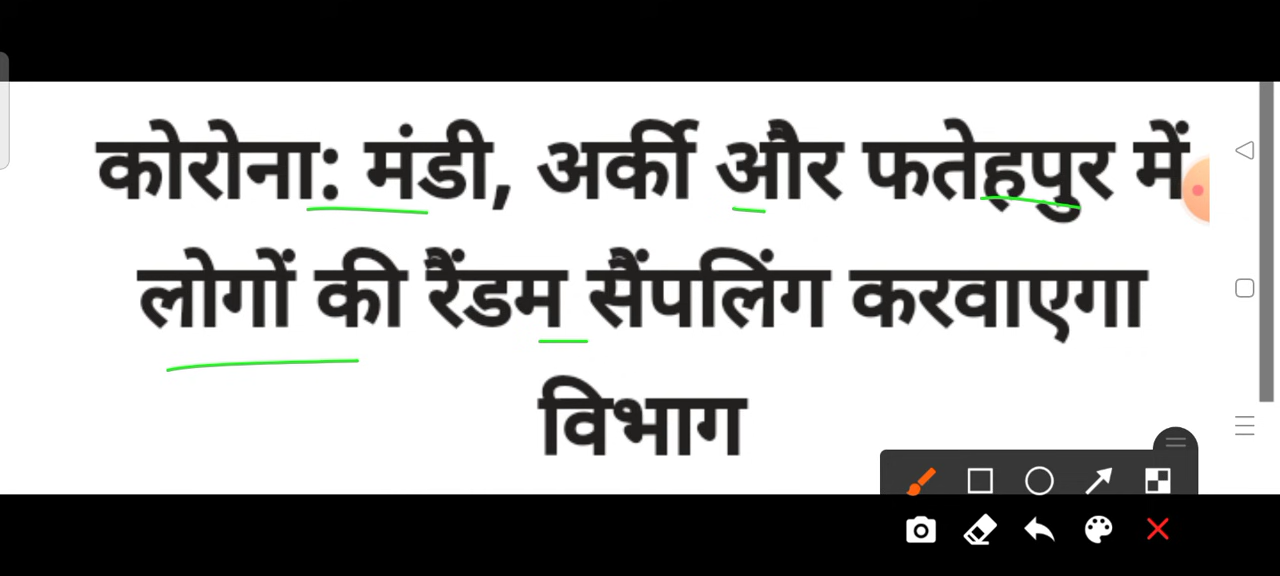 कोरोना: मंडी, अर्की और फतेहपुर में
लोगों की रैंडम सैंपलिंग करवाएगा
विभाग